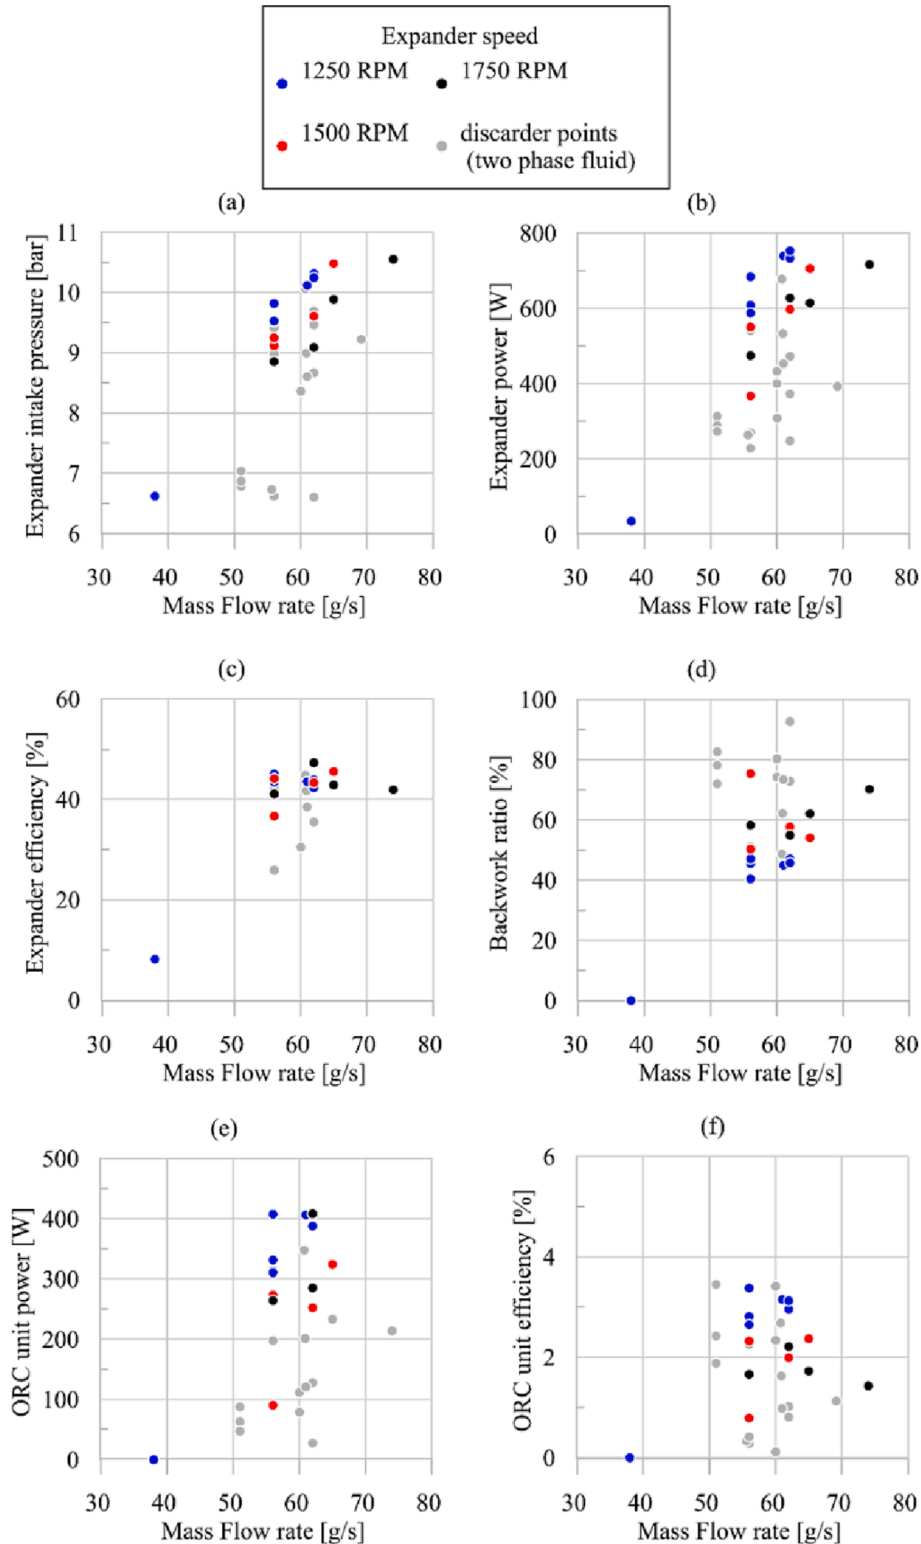 Expander speed
1250 RPM
1750 RPM
1500 RPM
discarder points
(two phase fluid)
(a)
(b)
Expander intake pressure [bar]
11
10
9
8
7
6
30 40 50 60 70 80
Mass Flow rate [g/s]
Expander power [W]
800
600
400
200
0
30 40 50 60 70 80
Mass Flow rate [g/s]
(c)
(d)
Expander efficiency [%]
60
40
20
0
30 40 50 60 70 80
Mass Flow rate [g/s]
Backwork ratio [%]
100
80
60
40
20
0
30 40 50 60 70 80
Mass Flow rate [g/s]
(e)
(f)
ORC unit power [W]
500
400
300
200
100
0
30 40 50 60 70 80
Mass Flow rate [g/s]
ORC unit efficiency [%]
6
4
2
0
30 40 50 60 70 80
Mass Flow rate [g/s]